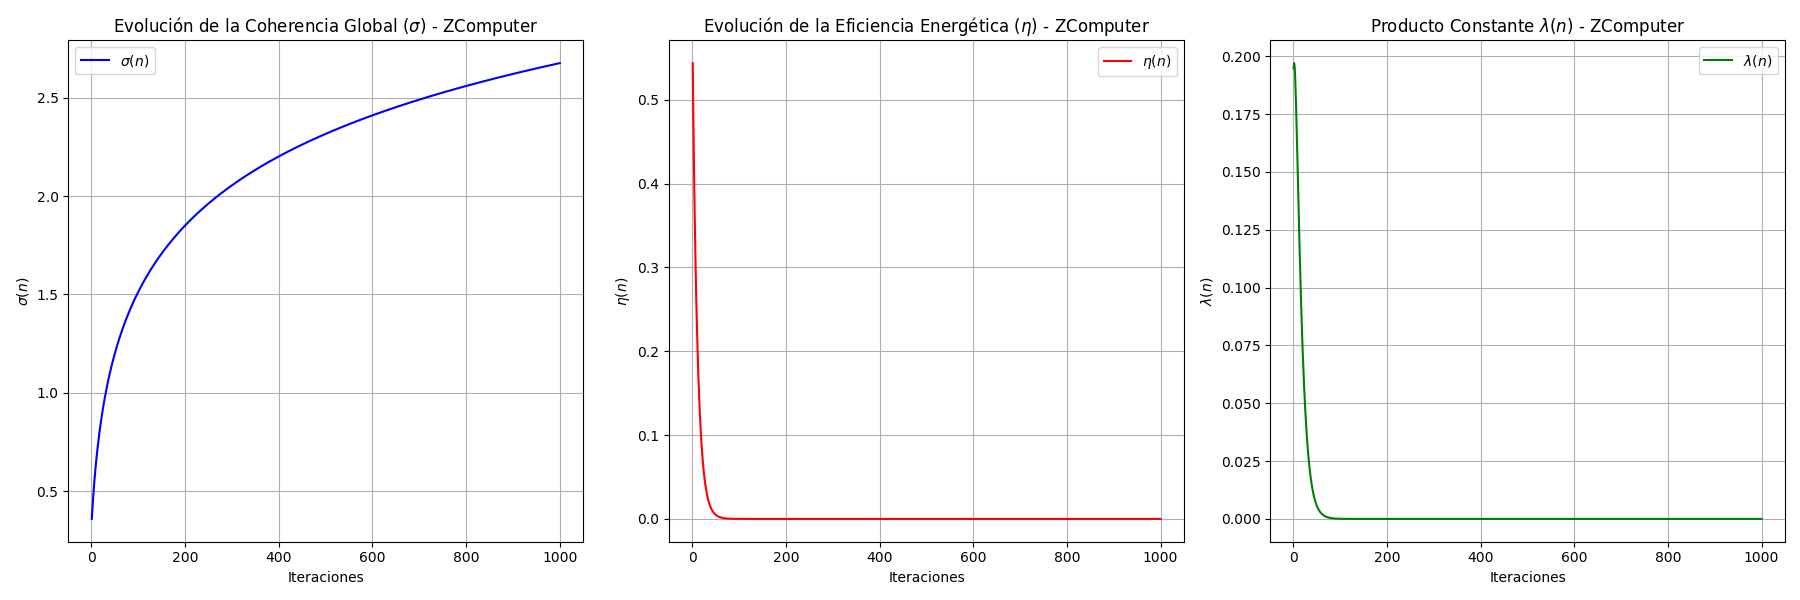 Evolución de la Coherencia Global (σ) - ZComputer
σ(n)
2.5
2.0
1.5
1.0
0.5
σ(n)
0 200 400 600 800 1000
Iteraciones
Evolución de la Eficiencia Energética (η) - ZComputer
η(n)
0.5
0.4
0.3
0.2
0.1
0.0
η(n)
0 200 400 600 800 1000
Iteraciones
Producto Constante λ(n) - ZComputer
λ(n)
0.200
0.175
0.150
0.125
0.100
0.075
0.050
0.025
0.000
λ(n)
0 200 400 600 800 1000
Iteraciones